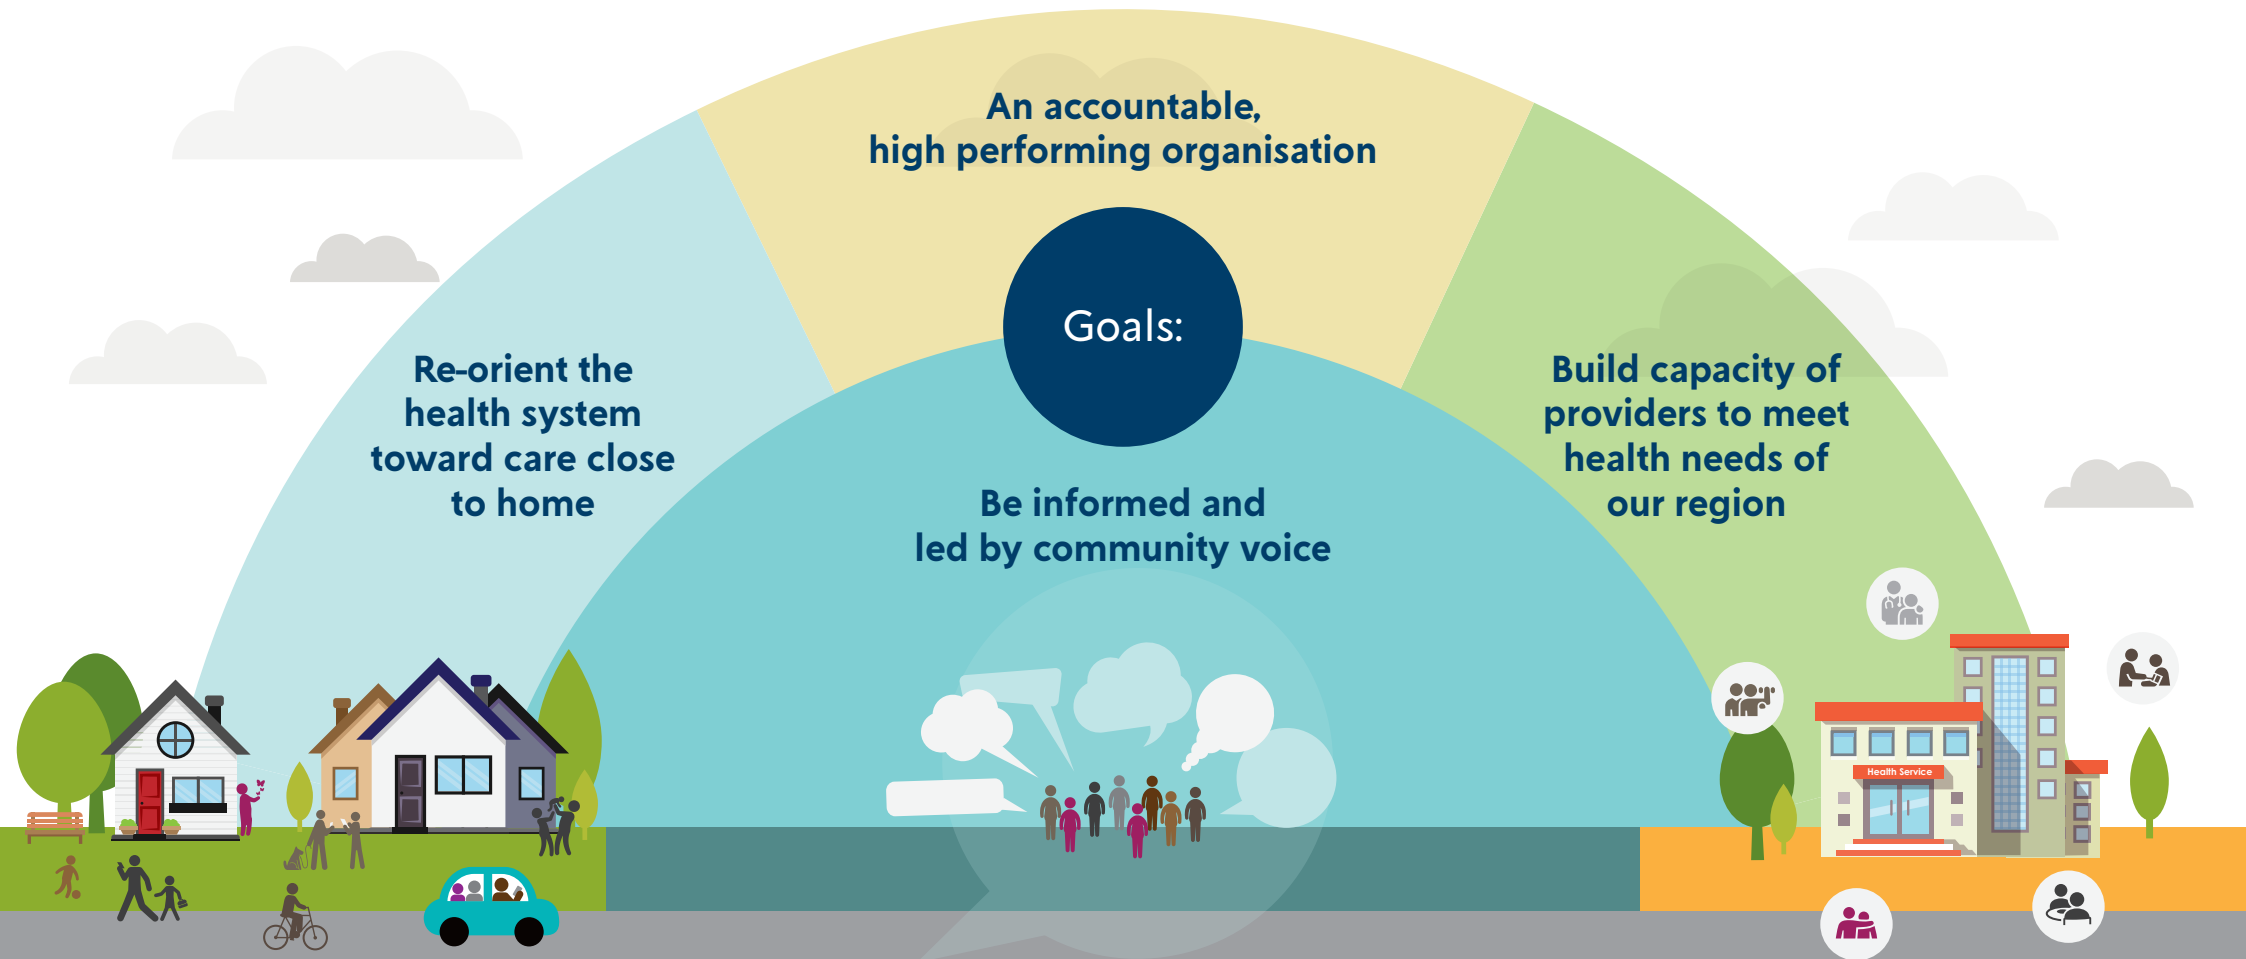 An accountable,
high performing organisation
Goals:
Re-orient the
health system
toward care close
to home
Be informed and
led by community voice
Build capacity of
providers to meet
health needs of
our region
Health Service